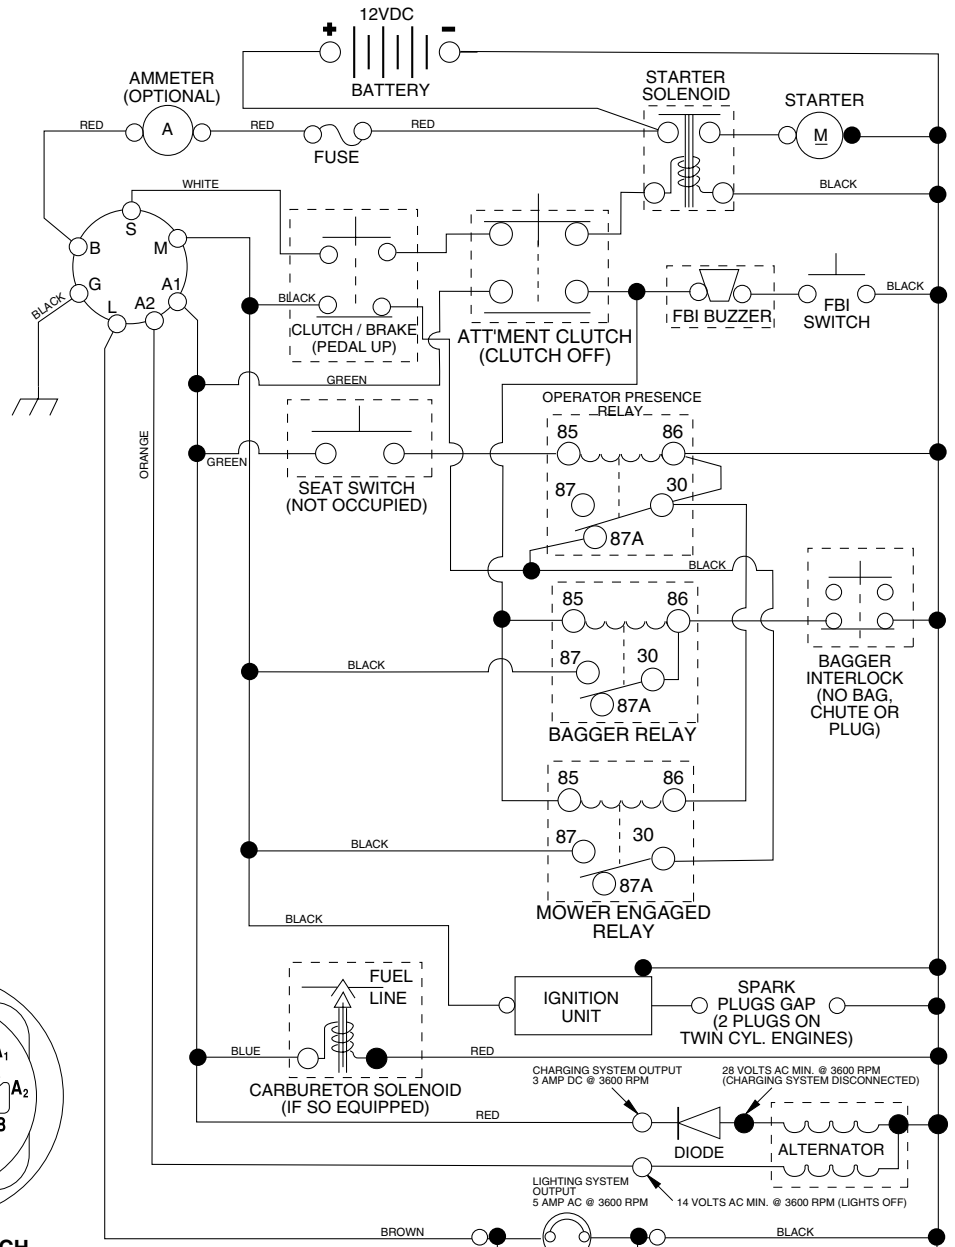 12VDC
+
-
BATTERY
AMMETER
(OPTIONAL)
STARTER
SOLENOID
STARTER
RED
A
RED
FUSE
RED
M
WHITE
BLACK
S
B
M
G
A1
A2
L
BLACK
BLACK
CLUTCH / BRAKE
(PEDAL UP)
ATT'MENT CLUTCH
(CLUTCH OFF)
FBI BUZZER
FBI
SWITCH
BLACK
GREEN
OPERATOR PRESENCE
RELAY
85
86
ORANGE
GREEN
SEAT SWITCH
(NOT OCCUPIED)
87
30
87A
BLACK
85
86
BLACK
87
30
87A
BAGGER RELAY
BAGGER
INTERLOCK
(NO BAG,
CHUTE OR
PLUG)
85
86
BLACK
87
30
87A
MOWER ENGAGED
RELAY
BLACK
FUEL
LINE
IGNITION
UNIT
SPARK
PLUGS GAP
(2 PLUGS ON
TWIN CYL. ENGINES)
BLUE
RED
CARBURETOR SOLENOID
(IF SO EQUIPPED)
CHARGING SYSTEM OUTPUT
3 AMP DC @ 3600 RPM
28 VOLTS AC MIN. @ 3600 RPM
(CHARGING SYSTEM DISCONNECTED)
RED
DIODE
ALTERNATOR
LIGHTING SYSTEM
OUTPUT
5 AMP AC @ 3600 RPM
14 VOLTS AC MIN. @ 3600 RPM (LIGHTS OFF)
BROWN
BLACK
A1
A2
B
CH